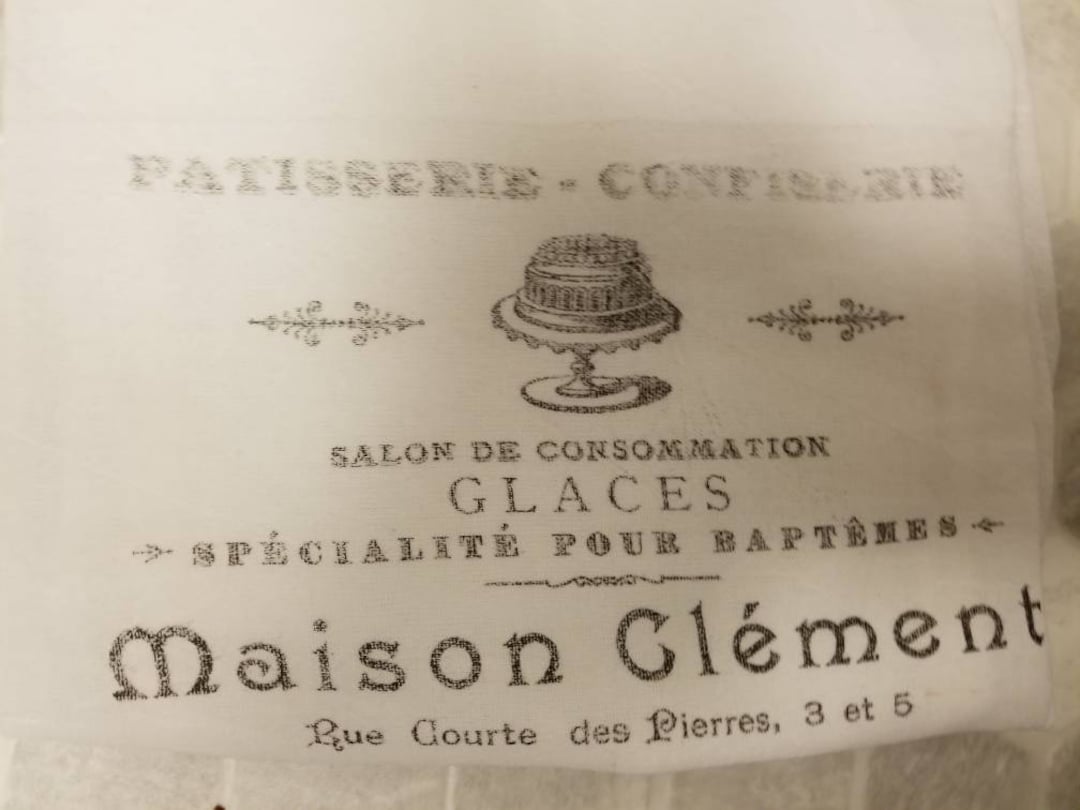 PATISSERIE - CONFISERIE
SALON DE CONSOMMATION
GLACES
SPÉCIALITÉ POUR BAPTÊMES
Maison Clément
Rue Courte des Pierres, 3 et 5